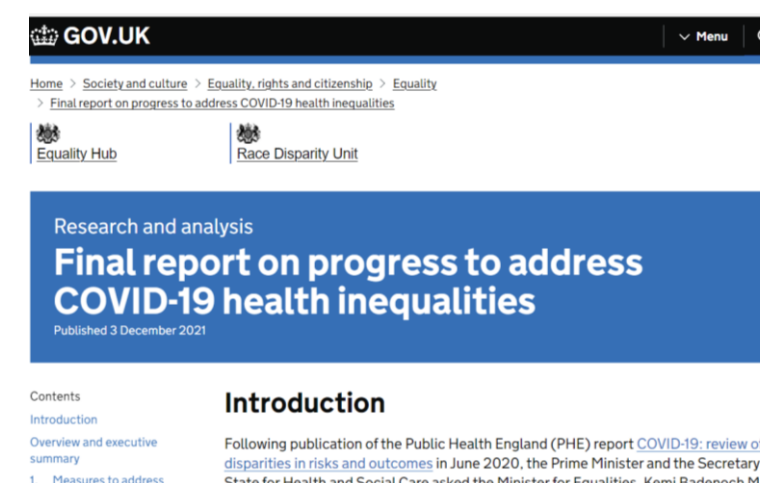 GOV.UK
Menu
Home > Society and culture > Equality, rights and citizenship > Equality
> Final report on progress to address COVID-19 health inequalities
Equality Hub
Race Disparity Unit
Research and analysis
Final report on progress to address
COVID-19 health inequalities
Published 3 December 2021
Contents
Introduction
Overview and executive
summary
1. Measures to address
Introduction
Following publication of the Public Health England (PHE) report COVID-19: review of
disparities in risks and outcomes in June 2020, the Prime Minister and the Secretary
State for Health and Social Care asked the Minister for Equalities, Kemi Badenoch M